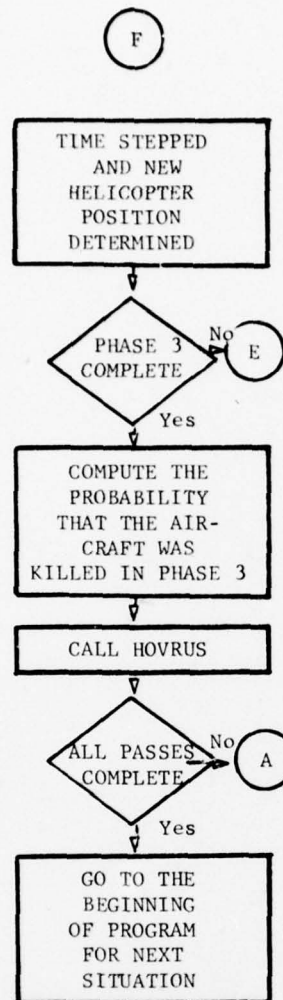 F
TIME STEPPED
AND NEW
HELICOPTER
POSITION
DETERMINED
PHASE 3
COMPLETE
No
E
Yes
COMPUTE THE
PROBABILITY
THAT THE AIR-
CRAFT WAS
KILLED IN PHASE 3
CALL HOVRUS
ALL PASSES
COMPLETE
No
A
Yes
GO TO THE
BEGINNING
OF PROGRAM
FOR NEXT
SITUATION